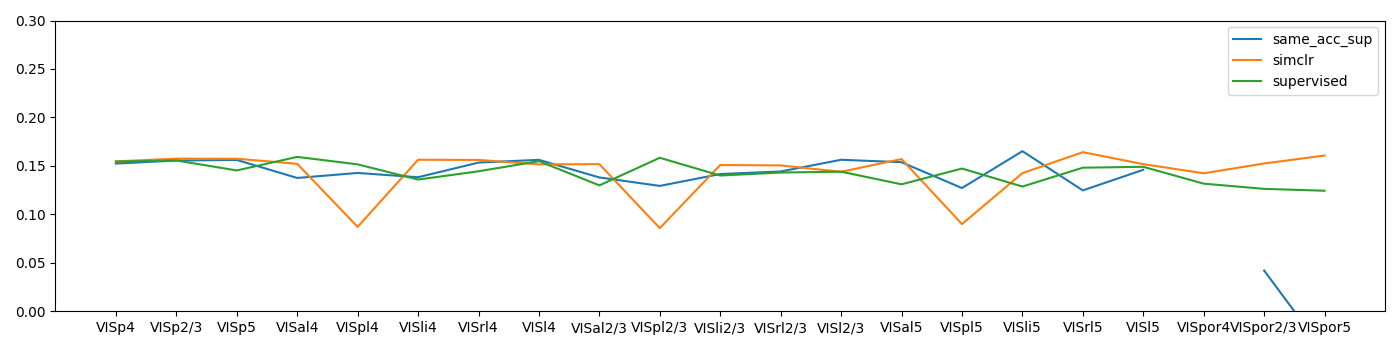 0.30
0.25
0.20
0.15
0.10
0.05
0.00
same_acc_sup
simclr
supervised
VISp4 VISp2/3 VISp5 VISal4 VISpl4 VISli4 VISrl4 VISl4 VISal2/3 VISpl2/3 VISli2/3 VISrl2/3 VISl2/3 VISal5 VISpl5 VISli5 VISrl5 VISl5 VISpor4 VISpor2/3 VISpor5